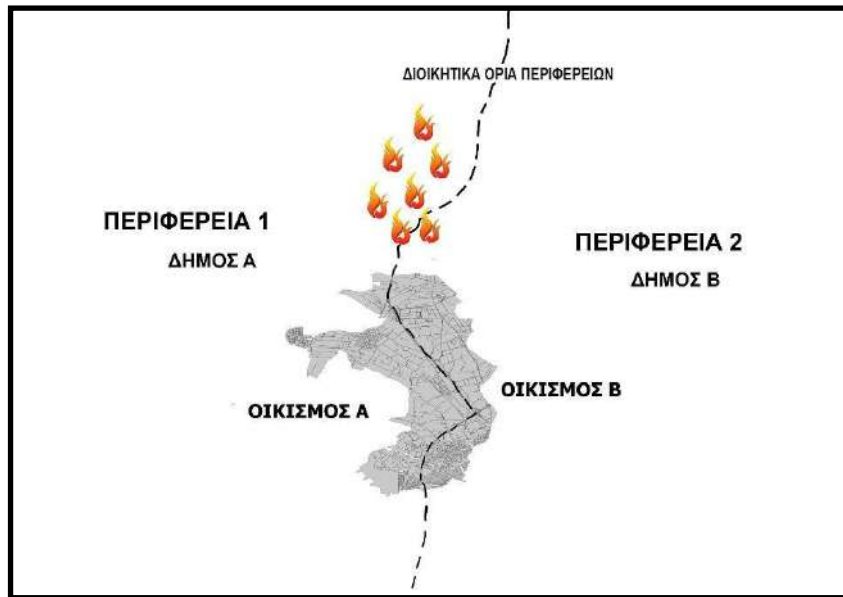 ΔΙΟΙΚΗΤΙΚΑ ΟΡΙΑ ΠΕΡΙΦΕΡΕΙΩΝ
ΠΕΡΙΦΕΡΕΙΑ 1
ΔΗΜΟΣ Α
ΠΕΡΙΦΕΡΕΙΑ 2
ΔΗΜΟΣ Β
ΟΙΚΙΣΜΟΣ Α
ΟΙΚΙΣΜΟΣ Β